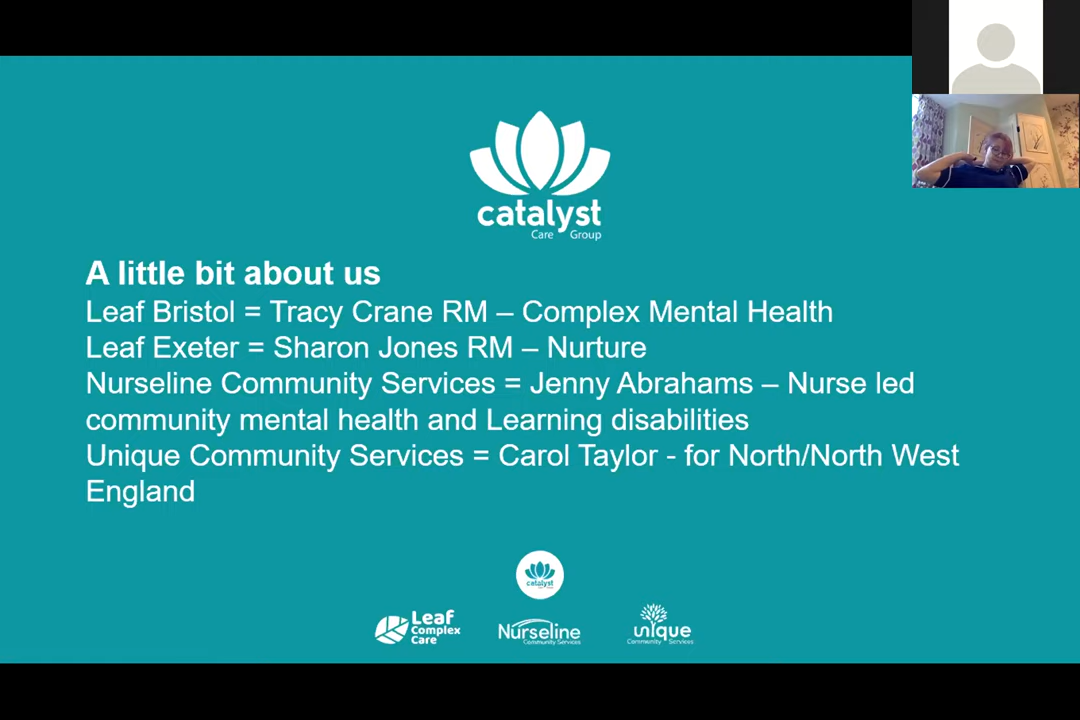 catalyst
Care Group
A little bit about us
Leaf Bristol = Tracy Crane RM – Complex Mental Health
Leaf Exeter = Sharon Jones RM – Nurture
Nurseline Community Services = Jenny Abrahams – Nurse led
community mental health and Learning disabilities
Unique Community Services = Carol Taylor - for North/North West
England
catalyst
Leaf
Complex
Care
Nurseline
Community Services
unique
Community Services